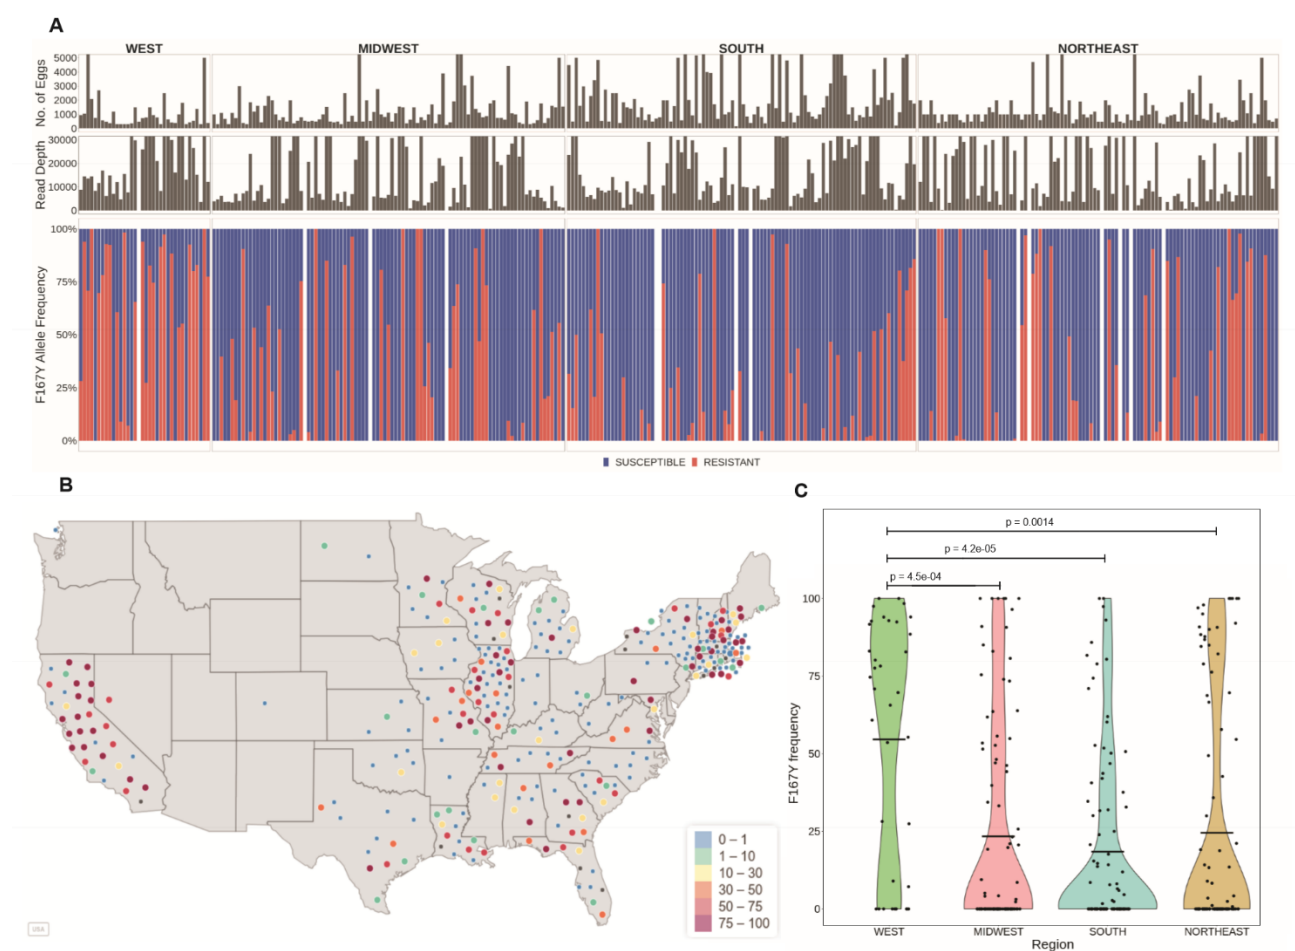 A
WEST MIDWEST SOUTH NORTHEAST
No. of Eggs
5000
4000
3000
2000
1000
0
Read Depth
30000
20000
10000
0
F167Y Allele Frequency
100%
75%
50%
25%
0%
SUSCEPTIBLE RESISTANT
B
USA
0 – 1
1 – 10
10 – 30
30 – 50
50 – 75
75 – 100
C
p = 0.0014
p = 4.2e-05
p = 4.5e-04
F167Y frequency
100
75
50
25
0
WEST MIDWEST SOUTH NORTHEAST
Region